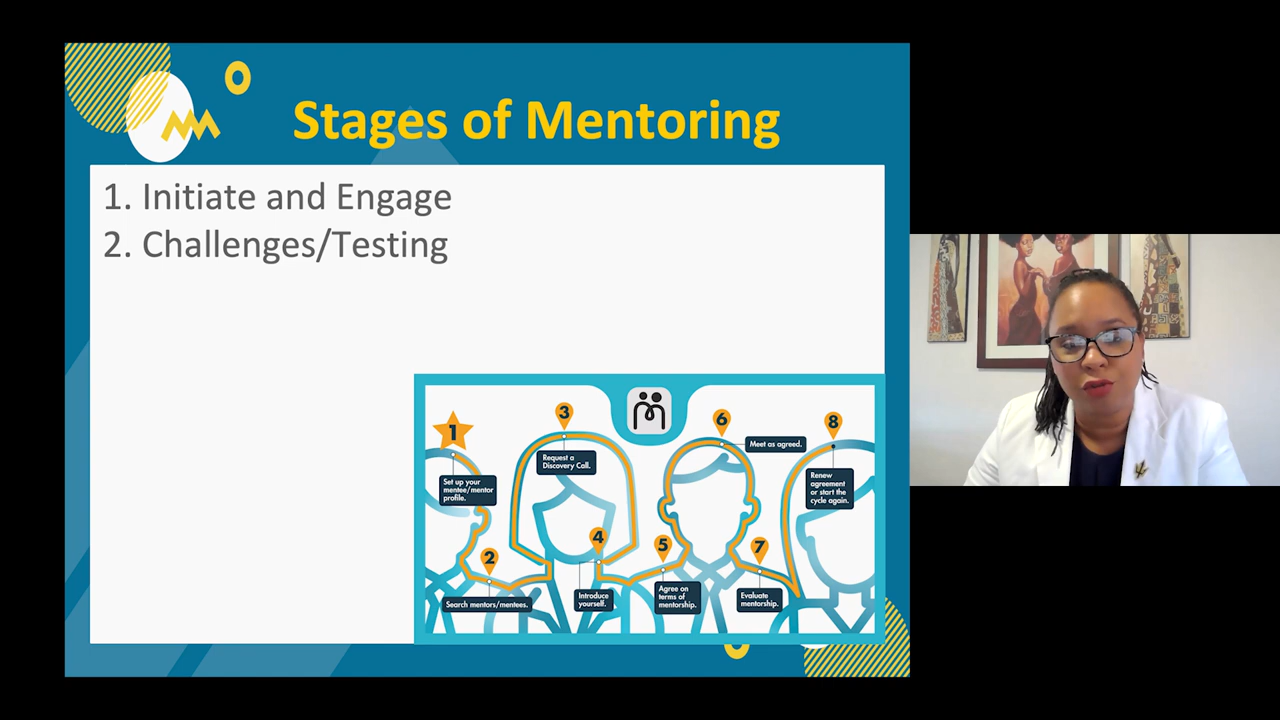 Stages of Mentoring
1. Initiate and Engage
2. Challenges/Testing
1
Set up your
mentee/mentor
profile.
2
Search mentors/mentees.
3
Request a
Discovery Call.
4
Introduce
yourself.
5
Agree on
terms of
mentorship.
6
Meet as agreed.
7
Evaluate
mentorship.
8
Renew
agreement
or start the
cycle again.